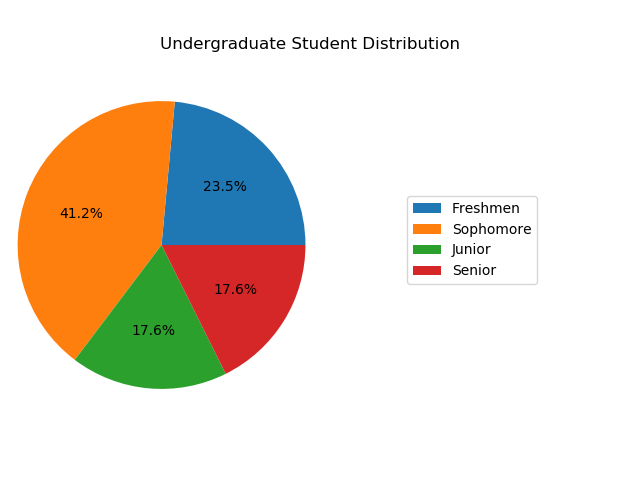 Undergraduate Student Distribution
23.5%
41.2%
17.6%
17.6%
Freshmen
Sophomore
Junior
Senior